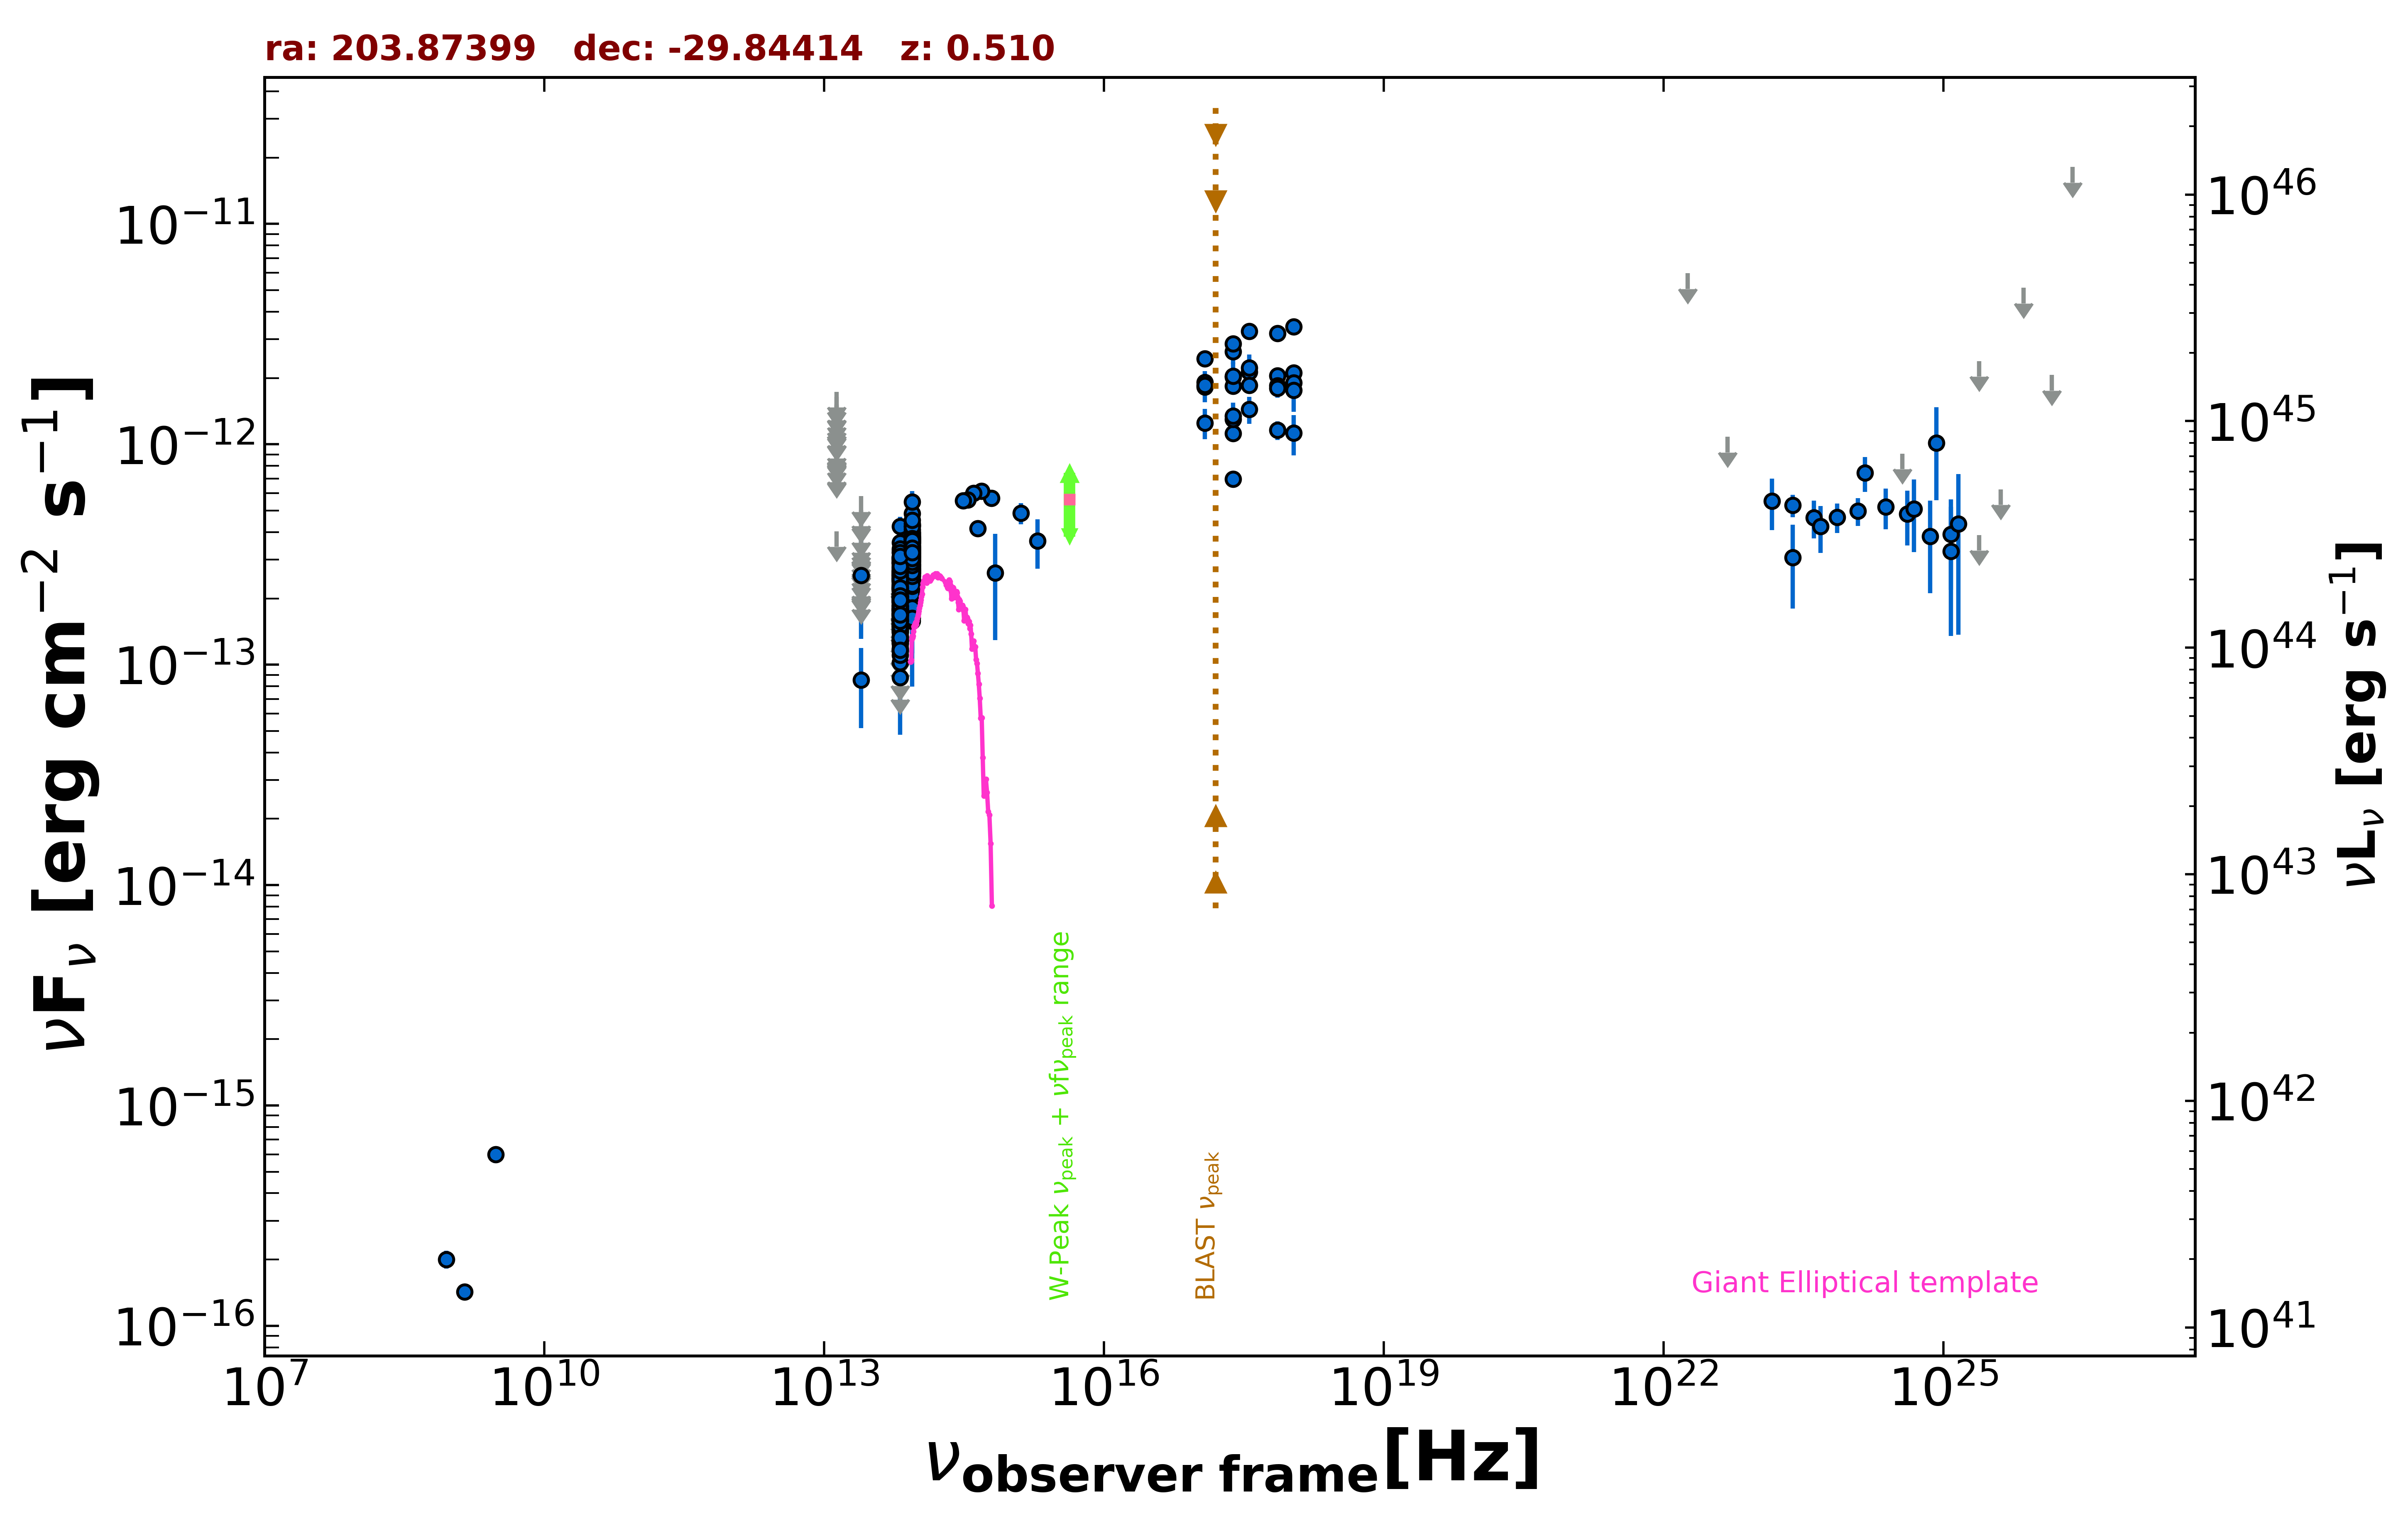 ra: 203.87399   dec: -29.84414   z: 0.510
νFν [erg cm⁻² s⁻¹]
10⁻¹¹
10⁻¹²
10⁻¹³
10⁻¹⁴
10⁻¹⁵
10⁻¹⁶
W-Peak νpeak + νfνpeak range
BLAST νpeak
Giant Elliptical template
10⁴⁶
10⁴⁵
10⁴⁴
10⁴³
10⁴²
10⁴¹
νLν [erg s⁻¹]
10⁷ 10¹⁰ 10¹³ 10¹⁶ 10¹⁹ 10²² 10²⁵
νobserver frame[Hz]